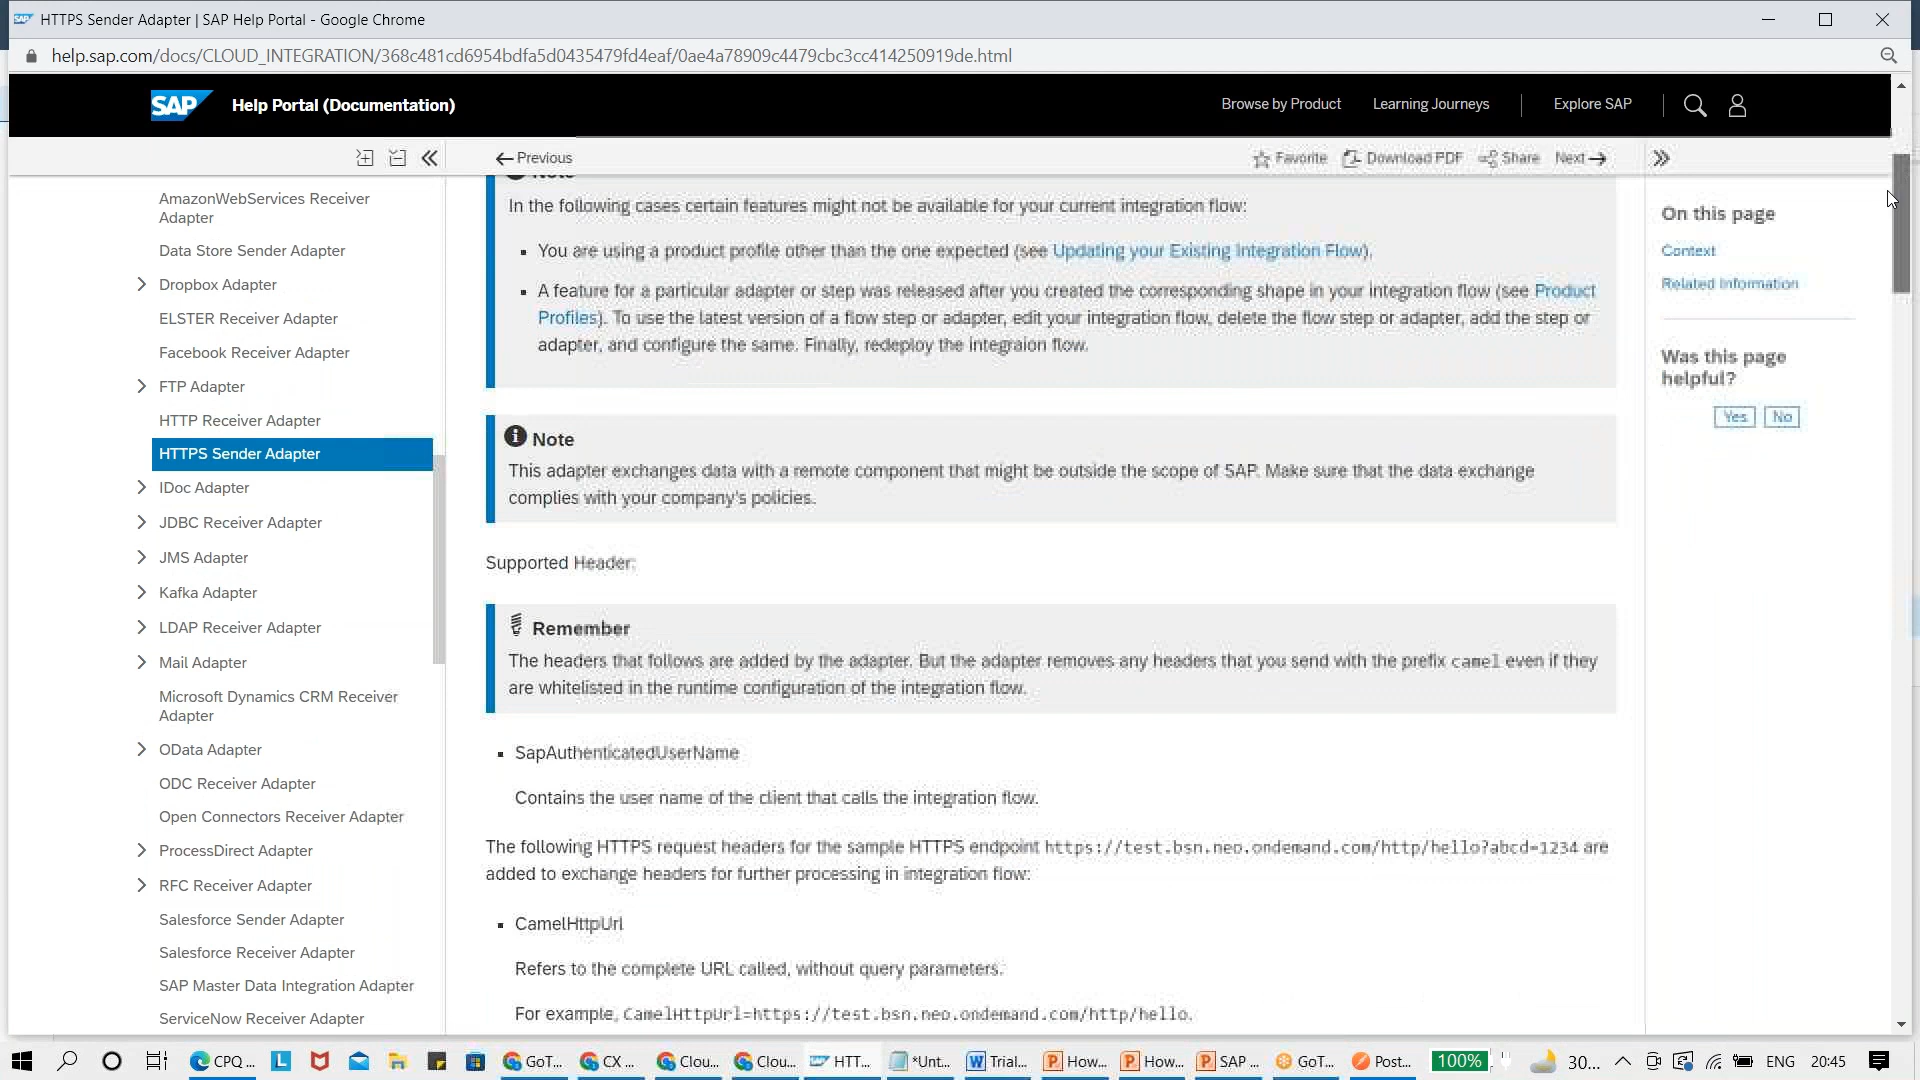 HTTPS Sender Adapter | SAP Help Portal - Google Chrome
help.sap.com/docs/CLOUD_INTEGRATION/368c481cd6954bdfa5d0435479fd4eaf/0ae4a78909c4479cbc3cc414250919de.html
SAP Help Portal (Documentation)
Browse by Product Learning Journeys Explore SAP
Previous
Favorite Download PDF Share Next
AmazonWebServices Receiver
Adapter
Data Store Sender Adapter
Dropbox Adapter
ELSTER Receiver Adapter
Facebook Receiver Adapter
FTP Adapter
HTTP Receiver Adapter
HTTPS Sender Adapter
IDoc Adapter
JDBC Receiver Adapter
JMS Adapter
Kafka Adapter
LDAP Receiver Adapter
Mail Adapter
Microsoft Dynamics CRM Receiver
Adapter
OData Adapter
ODC Receiver Adapter
Open Connectors Receiver Adapter
ProcessDirect Adapter
RFC Receiver Adapter
Salesforce Sender Adapter
Salesforce Receiver Adapter
SAP Master Data Integration Adapter
ServiceNow Receiver Adapter
Note
In the following cases certain features might not be available for your current integration flow:
▪ You are using a product profile other than the one expected (see Updating your Existing Integration Flow).
▪ A feature for a particular adapter or step was released after you created the corresponding shape in your integration flow (see Product
Profiles). To use the latest version of a flow step or adapter, edit your integration flow, delete the flow step or adapter, add the step or
adapter, and configure the same. Finally, redeploy the integraion flow.
Note
This adapter exchanges data with a remote component that might be outside the scope of SAP. Make sure that the data exchange
complies with your company's policies.
Supported Header:
Remember
The headers that follows are added by the adapter. But the adapter removes any headers that you send with the prefix camel even if they
are whitelisted in the runtime configuration of the integration flow.
▪ SapAuthenticatedUserName
Contains the user name of the client that calls the integration flow.
The following HTTPS request headers for the sample HTTPS endpoint https://test.bsn.neo.ondemand.com/http/hello?abcd=1234 are
added to exchange headers for further processing in integration flow:
▪ CamelHttpUrl
Refers to the complete URL called, without query parameters.
For example, CamelHttpUrl=https://test.bsn.neo.ondemand.com/http/hello.
On this page
Context
Related Information
Was this page
helpful?
Yes No
CPQ ... L GoT... CX ... Clou... Clou... HTT... *Unt... Trial... How... How... SAP ... GoT... Post... 100% 30... ENG 20:45